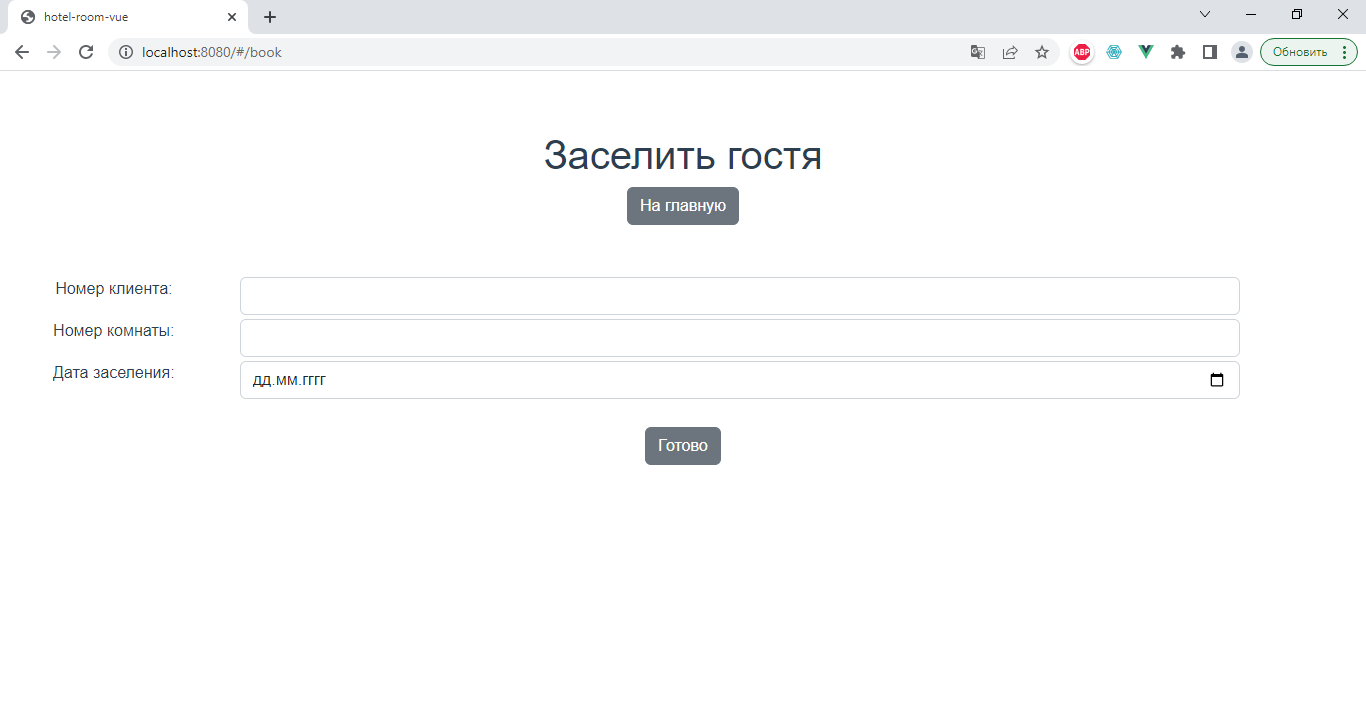 hotel-room-vue
localhost:8080/#/book
ABP
Обновить
Заселить гостя
На главную
Номер клиента:
Номер комнаты:
Дата заселения:
дд.мм.гггг
Готово